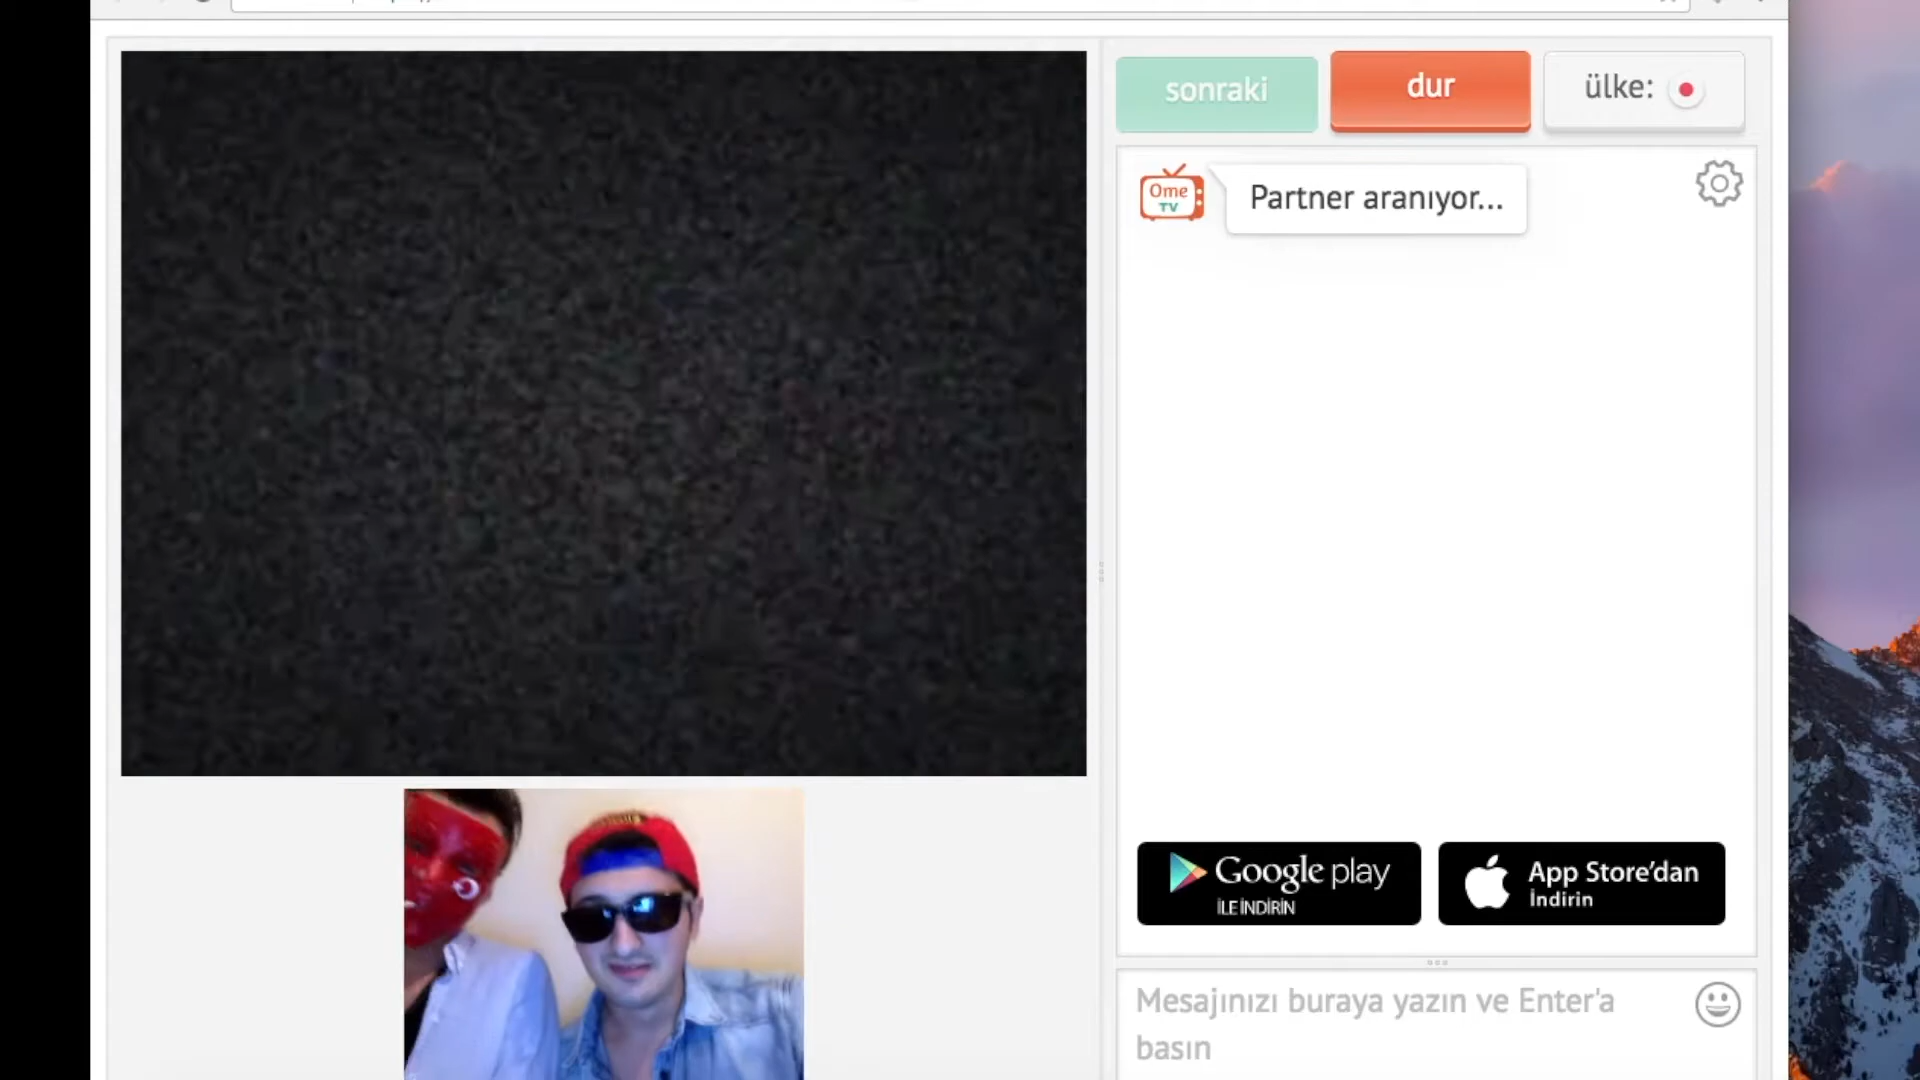 sonraki
dur
ülke:
Ome
TV
Partner aranıyor...
Google play
İLE İNDİRİN
App Store’dan
İndirin
Mesajınızı buraya yazın ve Enter'a
basın